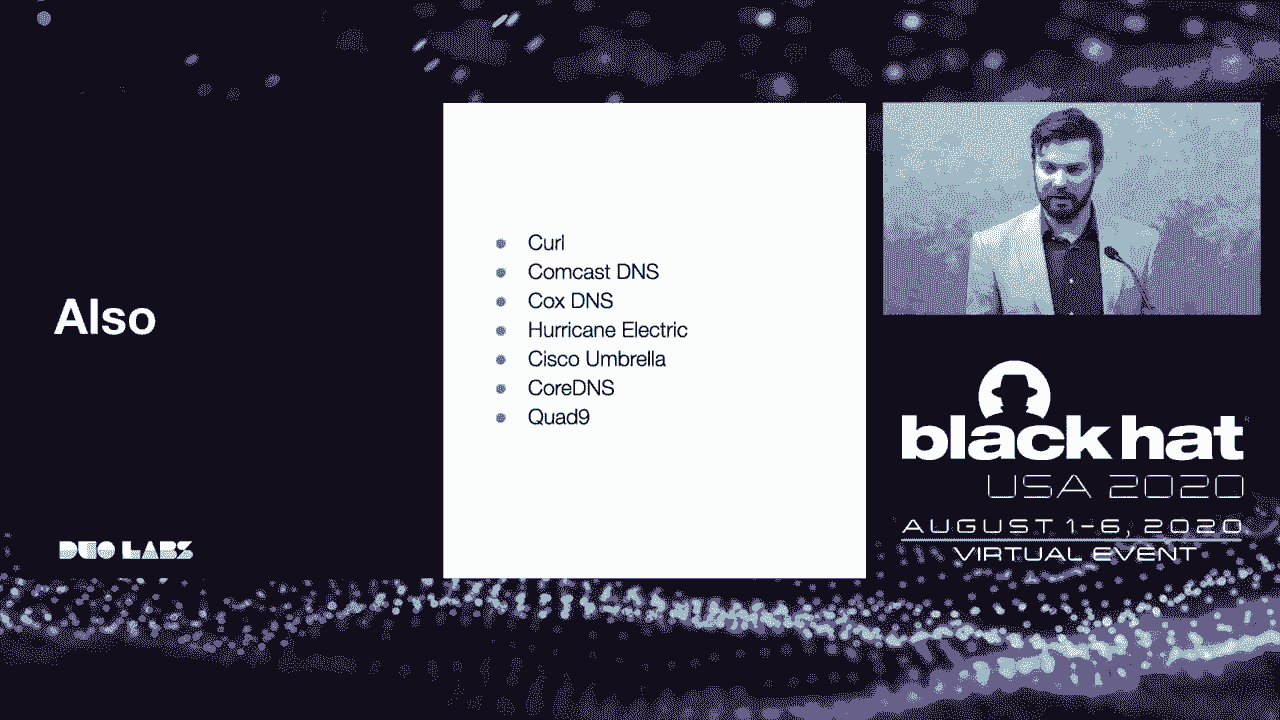 Also
DUO LABS
Curl
Comcast DNS
Cox DNS
Hurricane Electric
Cisco Umbrella
CoreDNS
Quad9
black hat
USA 2020
AUGUST 1-6, 2020
VIRTUAL EVENT